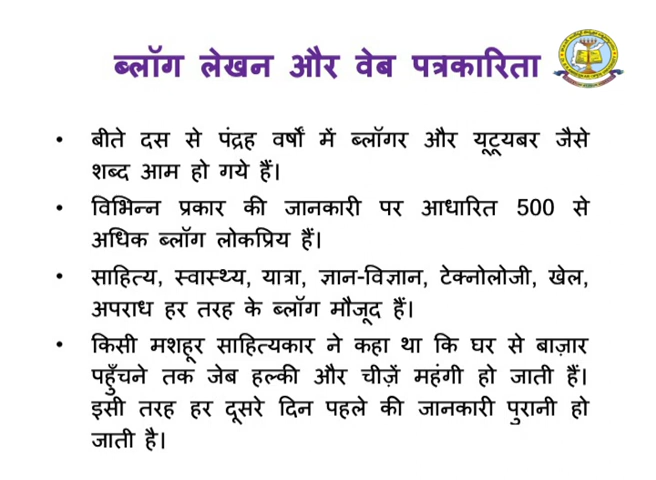 ब्लॉग लेखन और वेब पत्रकारिता
• बीते दस से पंद्रह वर्षों में ब्लॉगर और यूट्यूबर जैसे
शब्द आम हो गये हैं।
• विभिन्न प्रकार की जानकारी पर आधारित 500 से
अधिक ब्लॉग लोकप्रिय हैं।
• साहित्य, स्वास्थ्य, यात्रा, ज्ञान-विज्ञान, टेक्नोलोजी, खेल,
अपराध हर तरह के ब्लॉग मौजूद हैं।
• किसी मशहूर साहित्यकार ने कहा था कि घर से बाज़ार
पहुँचने तक जेब हल्की और चीज़ें महंगी हो जाती हैं।
इसी तरह हर दूसरे दिन पहले की जानकारी पुरानी हो
जाती है।